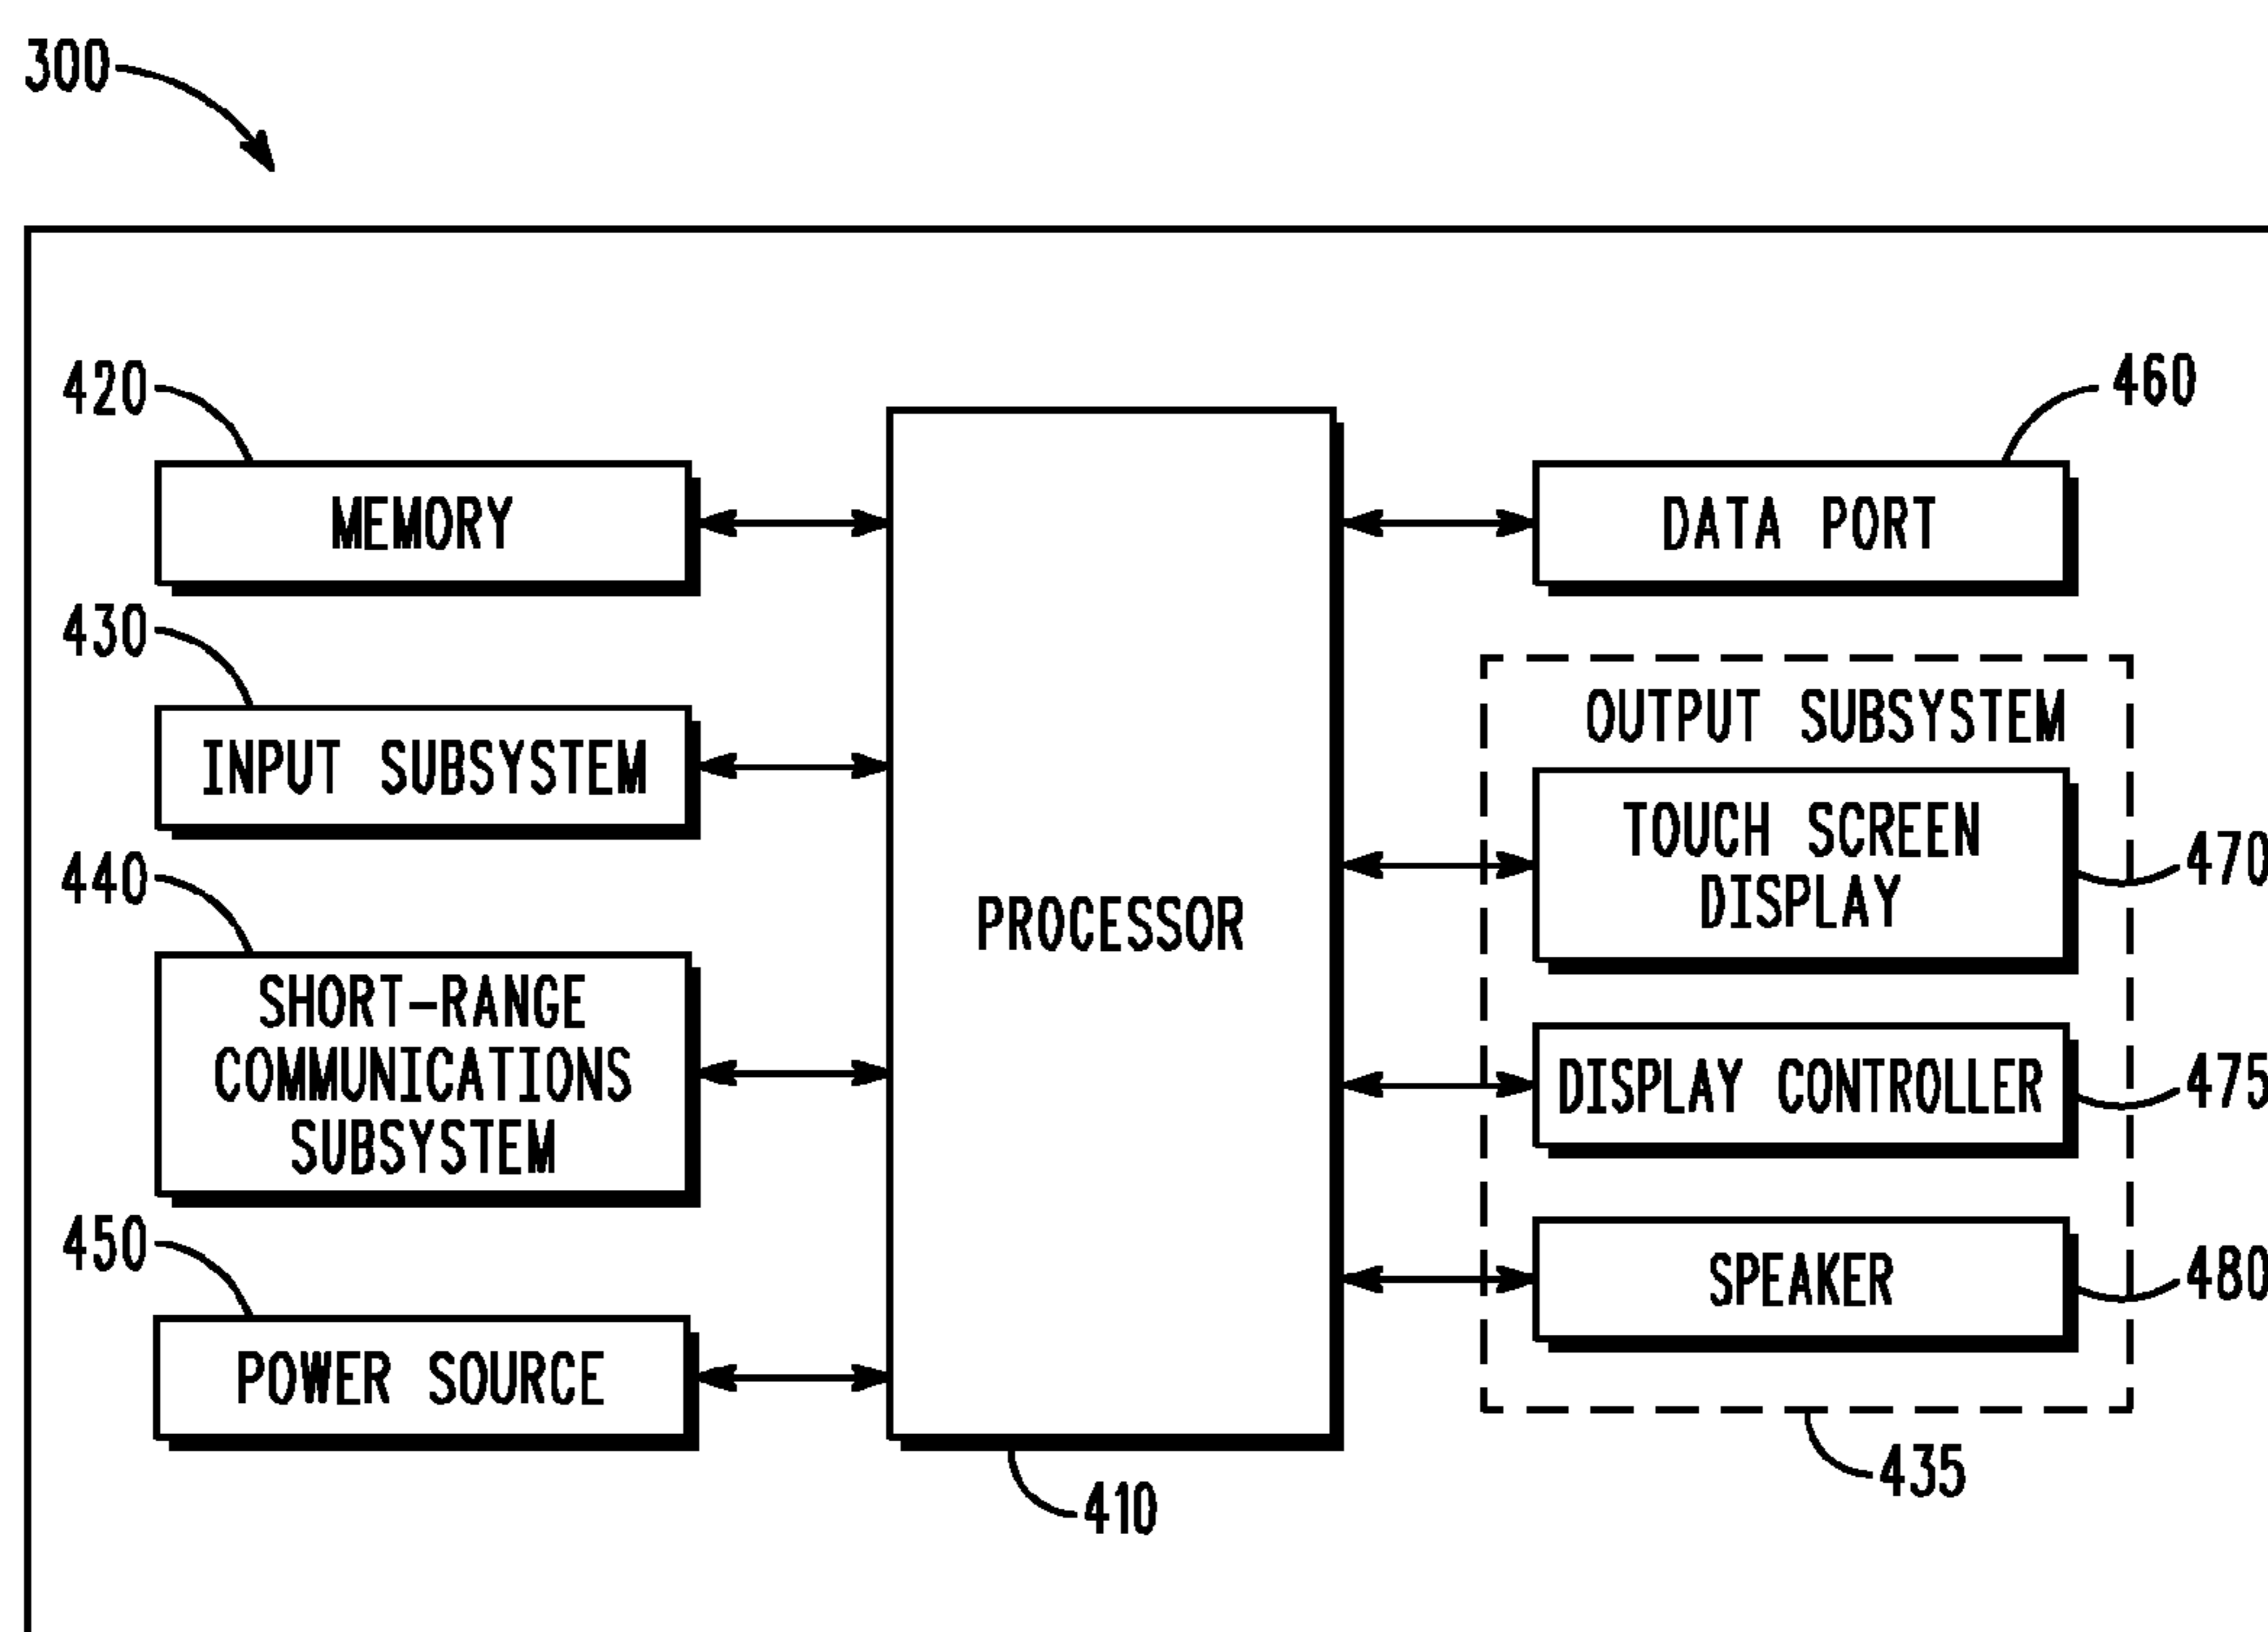 300
420
MEMORY
430
INPUT SUBSYSTEM
440
SHORT-RANGE
COMMUNICATIONS
SUBSYSTEM
450
POWER SOURCE
PROCESSOR
410
460
DATA PORT
OUTPUT SUBSYSTEM
TOUCH SCREEN
DISPLAY
470
DISPLAY CONTROLLER
475
SPEAKER
480
435